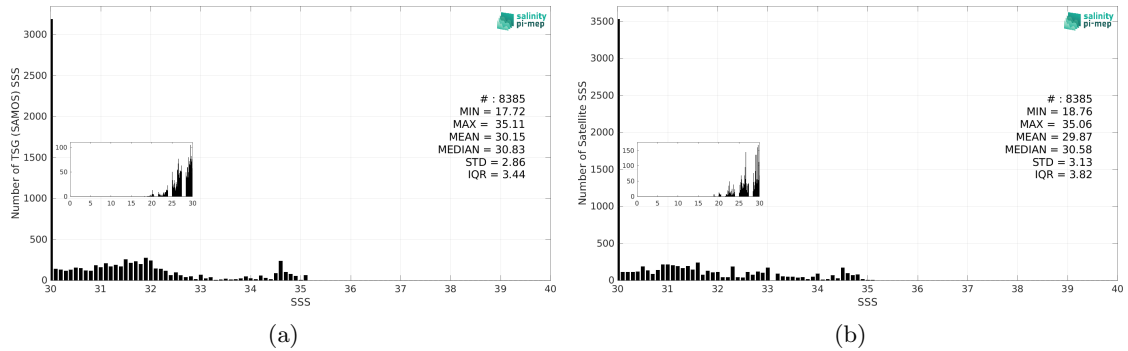 salinity
pi-mep
Number of TSG (SAMOS) SSS
3000
2500
2000
1500
1000
500
0
30 31 32 33 34 35 36 37 38 39 40
SSS
# : 8385
MIN = 17.72
MAX = 35.11
MEAN = 30.15
MEDIAN = 30.83
STD = 2.86
IQR = 3.44
100
50
0
0 5 10 15 20 25 30
(a)
salinity
pi-mep
Number of Satellite SSS
3500
3000
2500
2000
1500
1000
500
0
30 31 32 33 34 35 36 37 38 39 40
SSS
# : 8385
MIN = 18.76
MAX = 35.06
MEAN = 29.87
MEDIAN = 30.58
STD = 3.13
IQR = 3.82
150
100
50
0
0 5 10 15 20 25 30
(b)